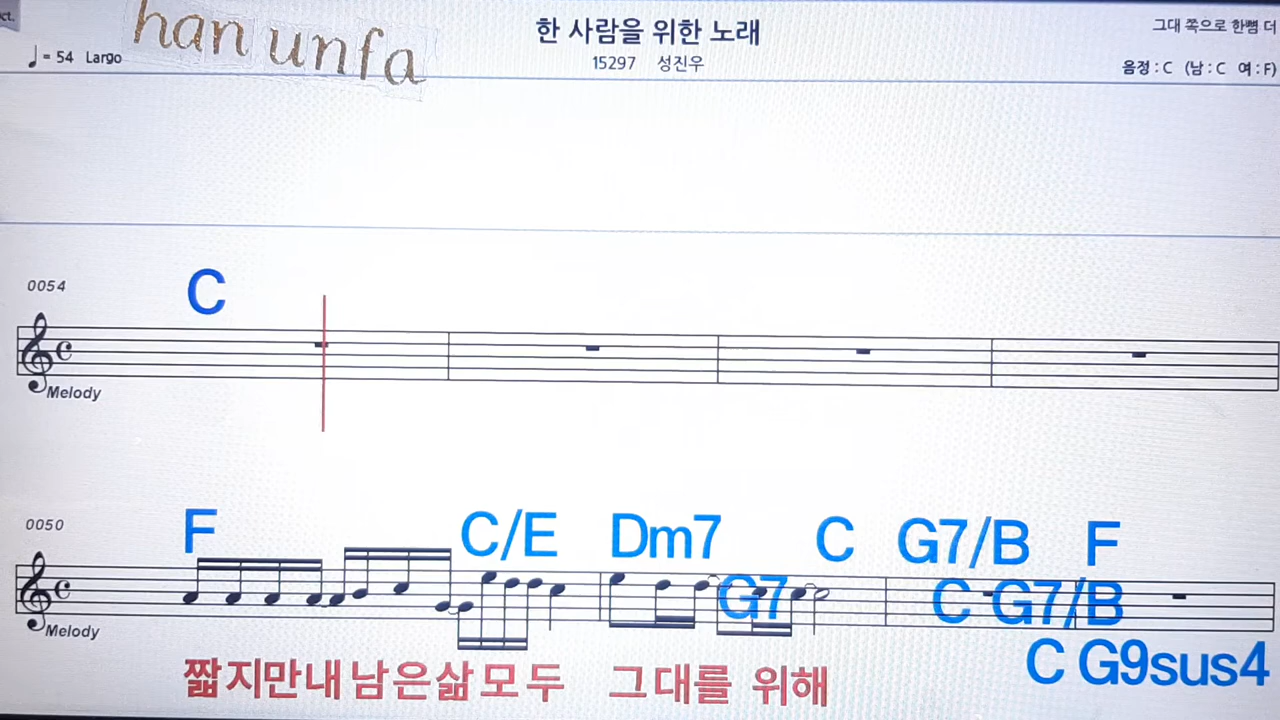 ct.
han unfa
한 사람을 위한 노래
그대 쪽으로 한뼘 더
= 54 Largo
15297 성진우
음정 : C (남 : C 여 : F)
0054
C
Melody
0050
F C/E Dm7 C G7/B F
G7 C G7/B
Melody
C G9sus4
짧지만내남은삶모두 그대를 위해